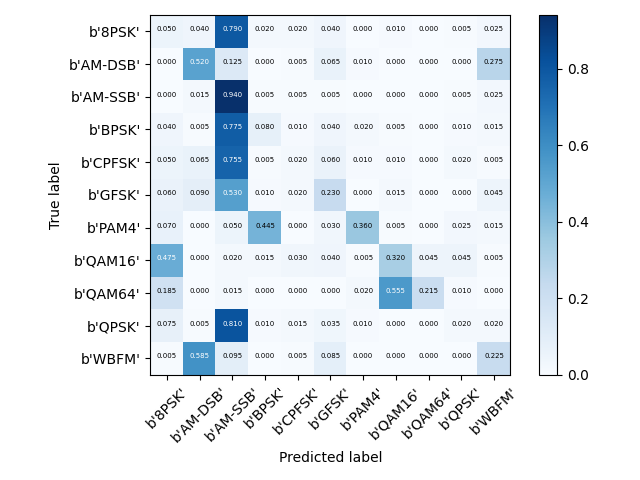 b'8PSK' 0.050 0.040 0.790 0.020 0.020 0.040 0.000 0.010 0.000 0.005 0.025
b'AM-DSB' 0.000 0.520 0.125 0.000 0.005 0.065 0.010 0.000 0.000 0.000 0.275
b'AM-SSB' 0.000 0.015 0.940 0.005 0.005 0.005 0.000 0.000 0.000 0.005 0.025
b'BPSK' 0.040 0.005 0.775 0.080 0.010 0.040 0.020 0.005 0.000 0.010 0.015
b'CPFSK' 0.050 0.065 0.755 0.005 0.020 0.060 0.010 0.010 0.000 0.020 0.005
b'GFSK' 0.060 0.090 0.530 0.010 0.020 0.230 0.000 0.015 0.000 0.000 0.045
b'PAM4' 0.070 0.000 0.050 0.445 0.000 0.030 0.360 0.005 0.000 0.025 0.015
b'QAM16' 0.475 0.000 0.020 0.015 0.030 0.040 0.005 0.320 0.045 0.045 0.005
b'QAM64' 0.185 0.000 0.015 0.000 0.000 0.000 0.020 0.555 0.215 0.010 0.000
b'QPSK' 0.075 0.005 0.810 0.010 0.015 0.035 0.010 0.000 0.000 0.020 0.020
b'WBFM' 0.005 0.585 0.095 0.000 0.005 0.085 0.000 0.000 0.000 0.000 0.225
True label
b'8PSK' b'AM-DSB' b'AM-SSB' b'BPSK' b'CPFSK' b'GFSK' b'PAM4' b'QAM16' b'QAM64' b'QPSK' b'WBFM'
Predicted label
0.8
0.6
0.4
0.2
0.0